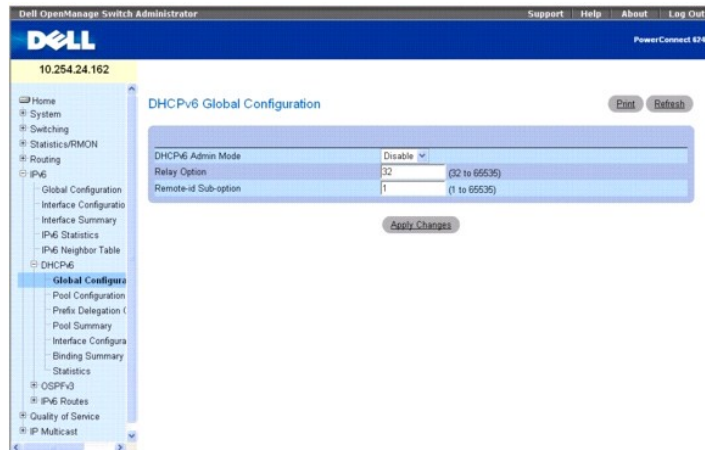 Dell OpenManage Switch Administrator
Support Help About Log Out
DELL
PowerConnect 624
10.254.24.162
Home
System
Switching
Statistics/RMON
Routing
IPv6
Global Configuration
Interface Configuratio
Interface Summary
IPv6 Statistics
IPv6 Neighbor Table
DHCPv6
Global Configura
Pool Configuration
Prefix Delegation C
Pool Summary
Interface Configura
Binding Summary
Statistics
OSPFv3
IPv6 Routes
Quality of Service
IP Multicast
DHCPv6 Global Configuration
Print Refresh
DHCPv6 Admin Mode Disable
Relay Option 32 (32 to 65535)
Remote-id Sub-option 1 (1 to 65535)
Apply Changes